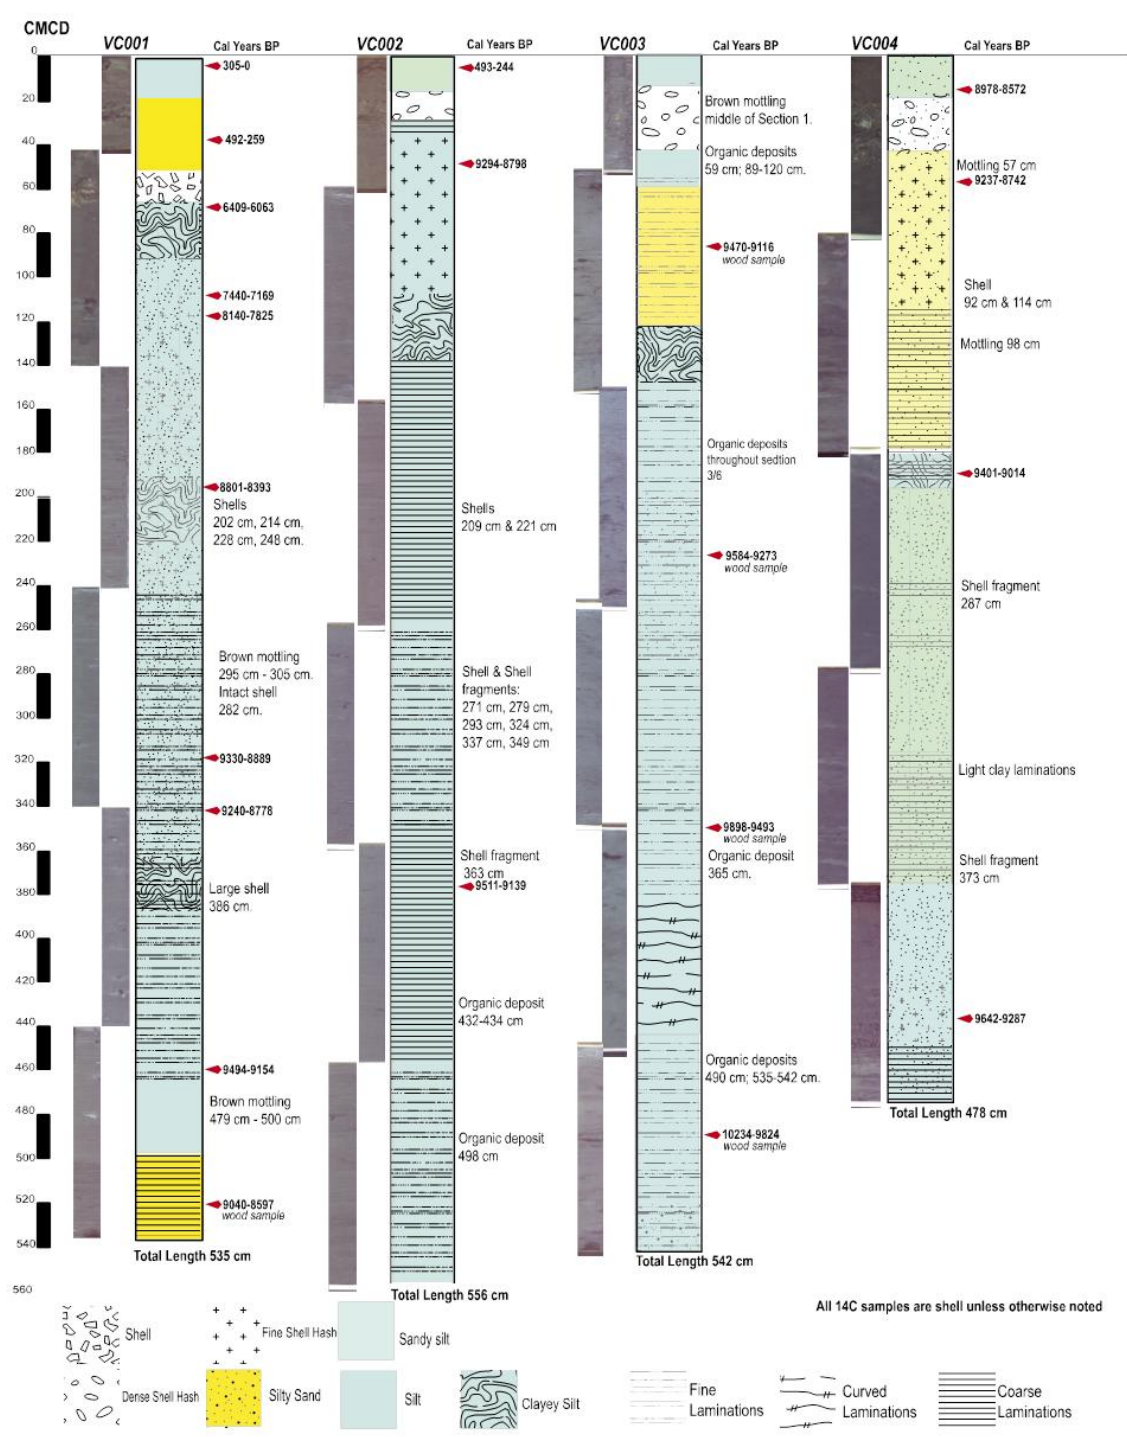 CMCD
VC001
Cal Years BP
VC002
Cal Years BP
VC003
Cal Years BP
VC004
Cal Years BP
0
20
40
60
80
100
120
140
160
180
200
220
240
260
280
300
320
340
360
380
400
420
440
460
480
500
520
540
560
305-0
492-259
6409-6063
7440-7169
8140-7825
8801-8393
Shells
202 cm, 214 cm,
228 cm, 248 cm.
Brown mottling
295 cm - 305 cm.
Intact shell
282 cm.
9330-8889
9240-8778
Large shell
386 cm.
9494-9154
Brown mottling
479 cm - 500 cm
9040-8597
wood sample
Total Length 535 cm
493-244
9294-8798
Shells
209 cm & 221 cm
Shell & Shell
fragments:
271 cm, 279 cm,
293 cm, 324 cm,
337 cm, 349 cm
Shell fragment
363 cm
9511-9139
Organic deposit
432-434 cm
Organic deposit
498 cm
Total Length 556 cm
Brown mottling
middle of Section 1.
Organic deposits
59 cm; 89-120 cm.
9470-9116
wood sample
Organic deposits
throughout sedtion
3/6
9584-9273
wood sample
9898-9493
wood sample
Organic deposit
365 cm.
Organic deposits
490 cm; 535-542 cm.
10234-9824
wood sample
Total Length 542 cm
8978-8572
Mottling 57 cm
9237-8742
Shell
92 cm & 114 cm
Mottling 98 cm
9401-9014
Shell fragment
287 cm
Light clay laminations
Shell fragment
373 cm
9642-9287
Total Length 478 cm
All 14C samples are shell unless otherwise noted
Shell
Fine Shell Hash
Sandy silt
Dense Shell Hash
Silty Sand
Silt
Clayey Silt
Fine
Laminations
Curved
Laminations
Coarse
Laminations